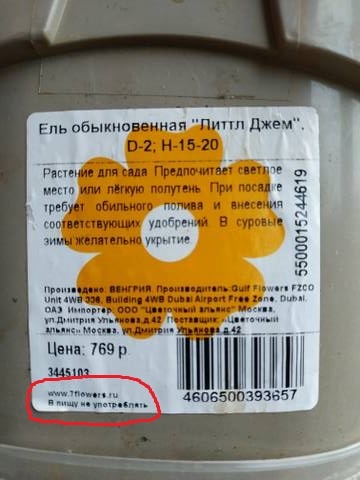 Ель обыкновенная "Литтл Джем",
D-2; H-15-20
Растение для сада. Предпочитает светлое
место или лёгкую полутень. При посадке
требует обильного полива и внесения
соответствующих удобрений. В суровые
зимы желательно укрытие.
5500015244619
Произведено: ВЕНГРИЯ. Производитель:Gulf Flowers FZCO
Unit 4WB 336, Building 4WB Dubai Airport Free Zone, Dubai,
ОАЭ. Импортер, ООО "Цветочный альянс" Москва,
ул.Дмитрия Ульянова,д.42 Поставщик: «Цветочный
альянс» Москва, ул.Дмитрия Ульянова д.42
Цена: 769 р.
3445103
www.7flowers.ru
В пищу не употреблять
4606500393657